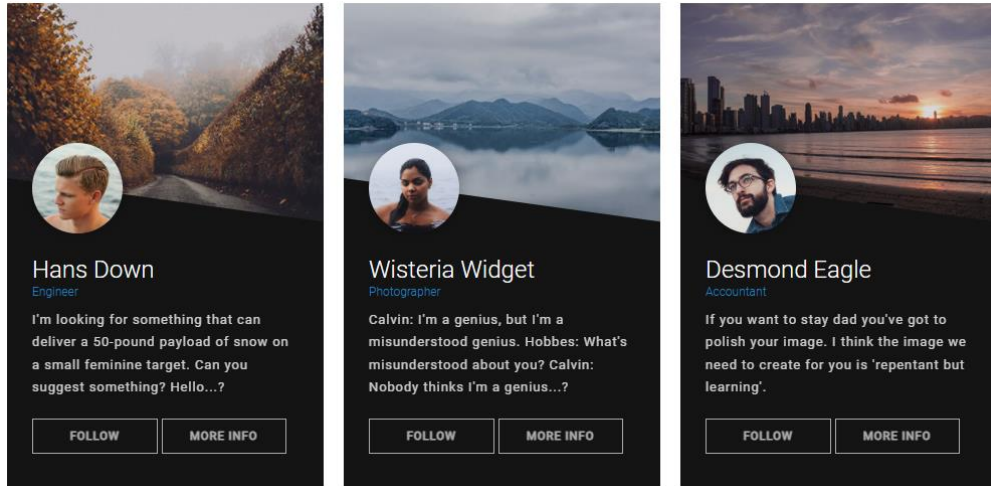 Hans Down
Engineer
I'm looking for something that can
deliver a 50-pound payload of snow on
a small feminine target. Can you
suggest something? Hello...?
FOLLOW
MORE INFO
Wisteria Widget
Photographer
Calvin: I'm a genius, but I'm a
misunderstood genius. Hobbes: What's
misunderstood about you? Calvin:
Nobody thinks I'm a genius...?
FOLLOW
MORE INFO
Desmond Eagle
Accountant
If you want to stay dad you've got to
polish your image. I think the image we
need to create for you is 'repentant but
learning'.
FOLLOW
MORE INFO